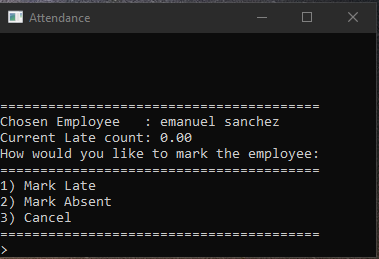 Attendance
========================================
Chosen Employee   : emanuel sanchez
Current Late count: 0.00
How would you like to mark the employee:
========================================
1) Mark Late
2) Mark Absent
3) Cancel
========================================
>